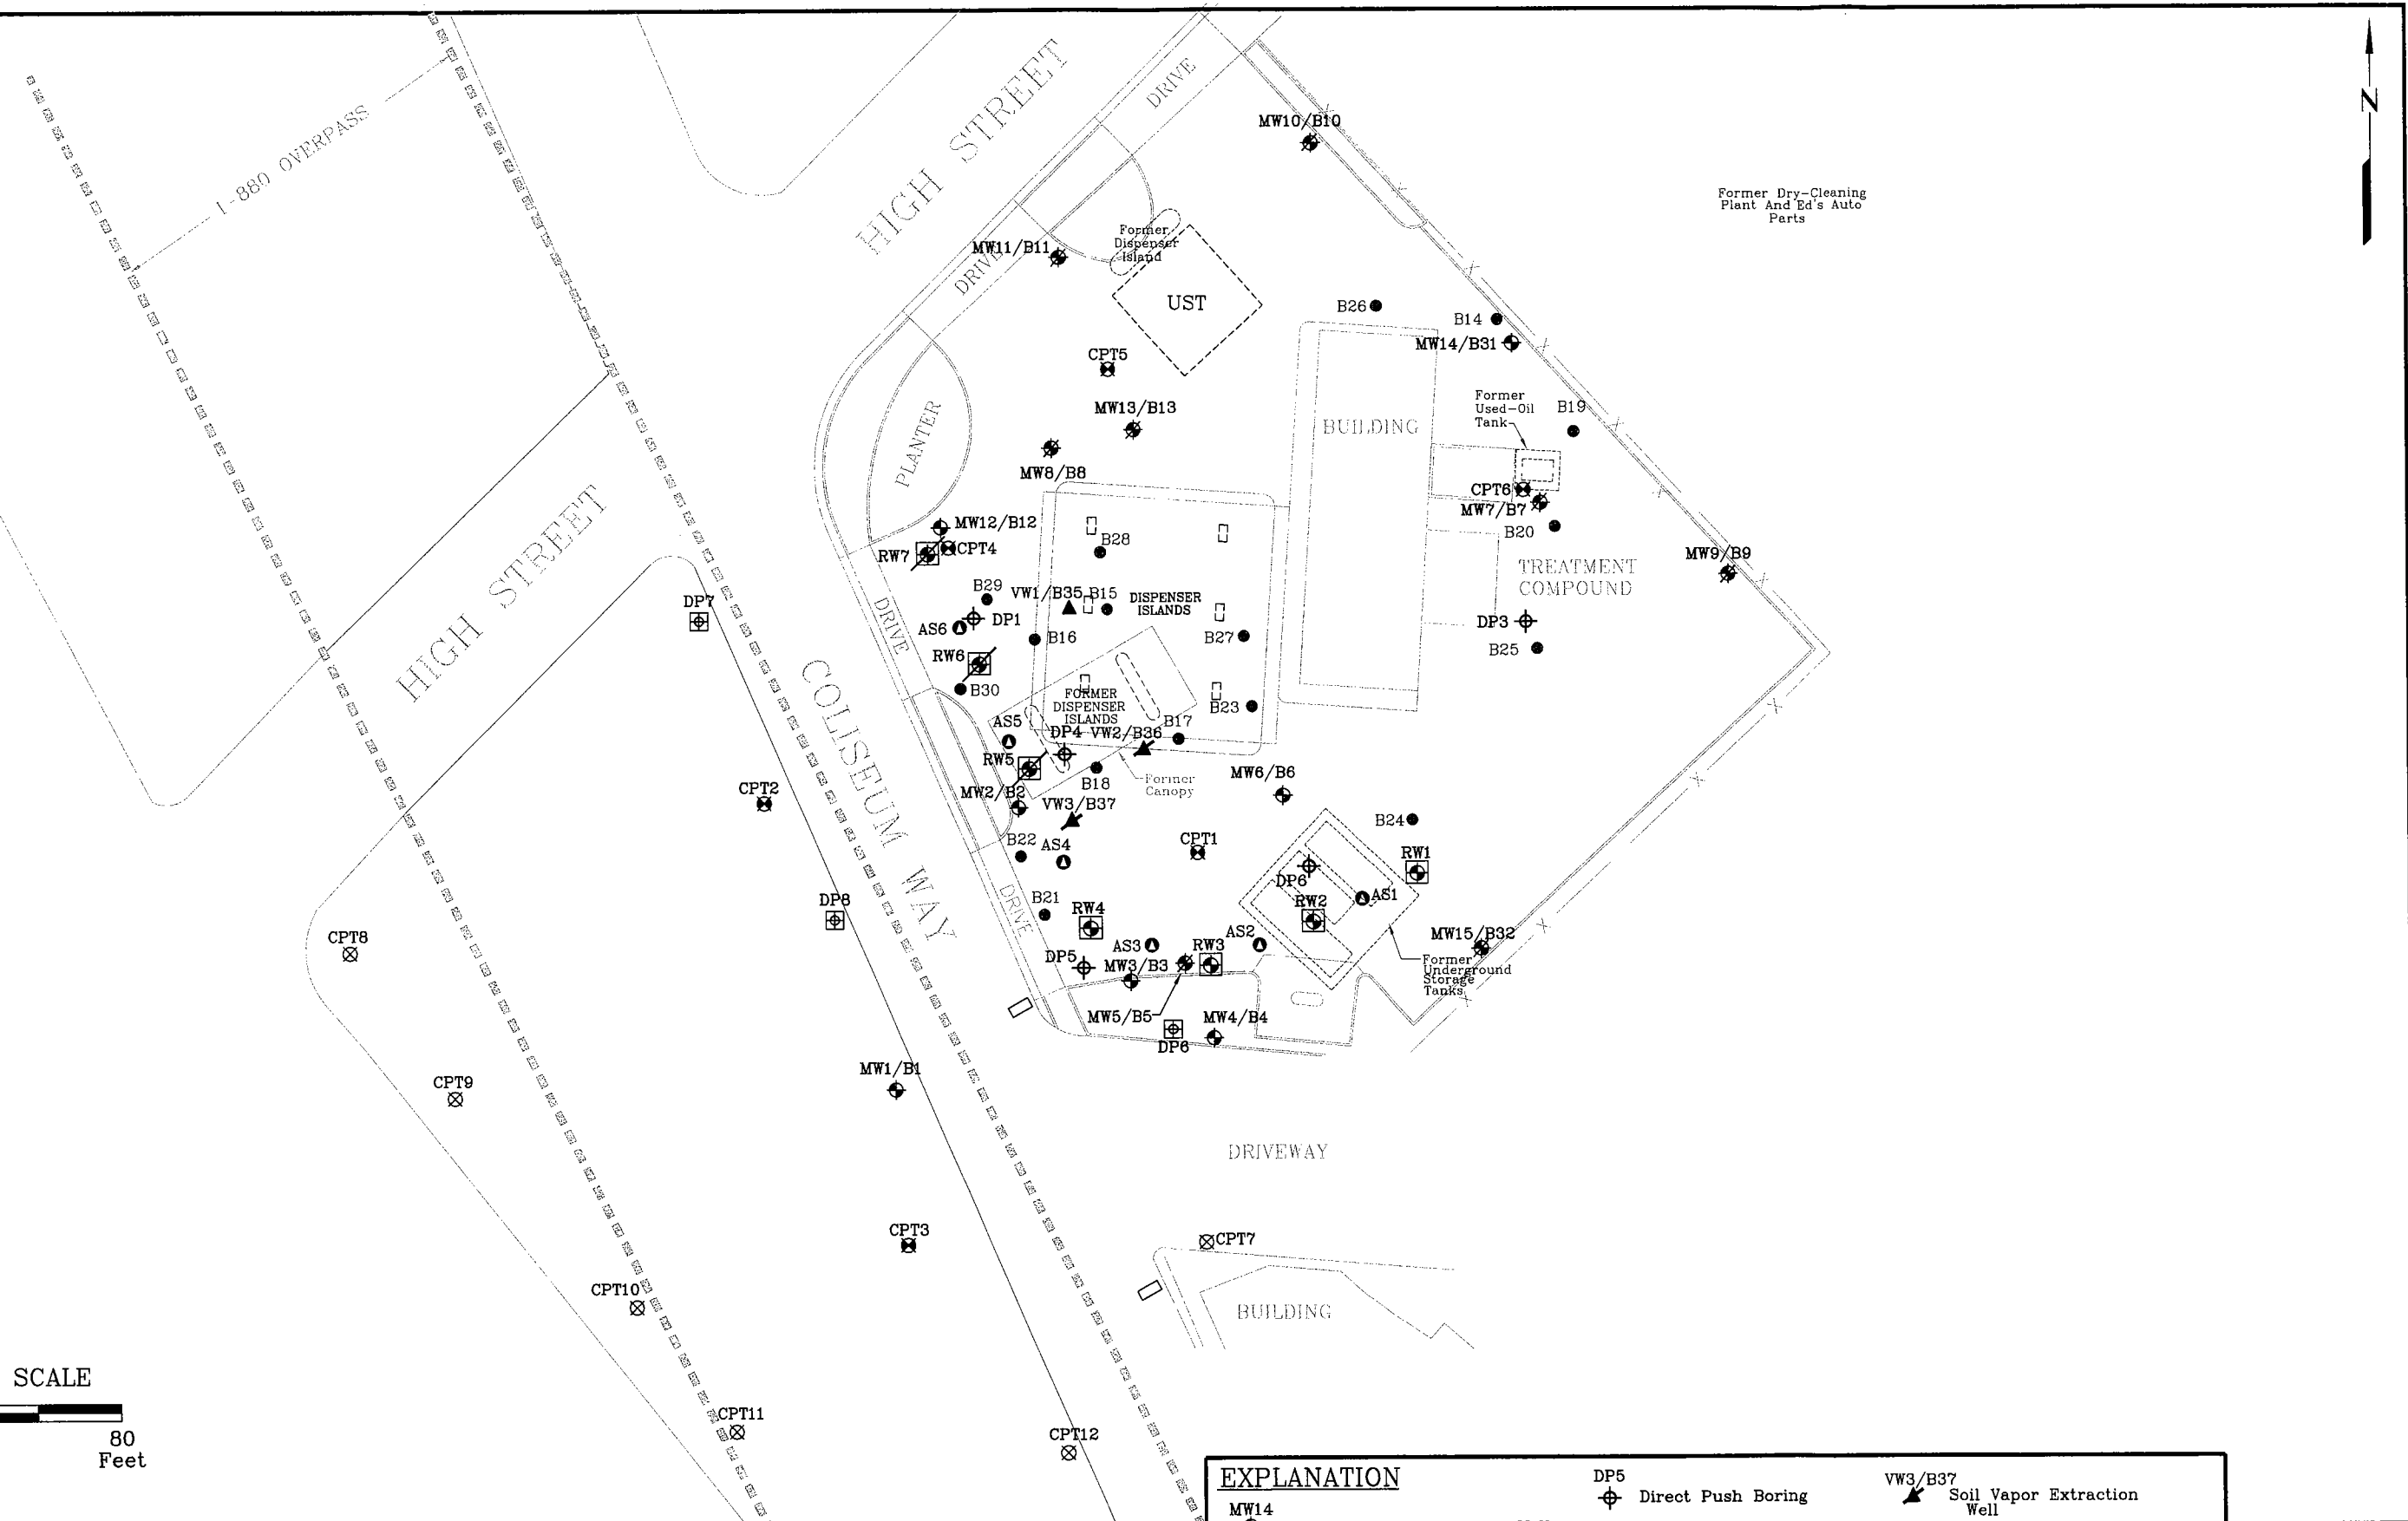 HIGH STREET
DRIVE
MW10/B10
N
I-880 OVERPASS
Former Dry-Cleaning
Plant And Ed's Auto
Parts
MW11/B11
Former
Dispenser
Island
DRIVE
UST
B26
B14
MW14/B31
CPT5
MW13/B13
Former
Used-Oil
Tank
B19
PLANTER
BUILDING
MW8/B8
CPT6
MW7/B7
B20
MW12/B12
RW7
CPT4
B28
MW9/B9
TREATMENT
COMPOUND
HIGH STREET
DP7
B29
VW1/B35
B15
DISPENSER
ISLANDS
DRIVE
AS6
DP1
B16
B27
DP3
B25
RW6
B30
FORMER
DISPENSER
ISLANDS
B23
COLISEUM WAY
AS5
DP4
VW2/B36
B17
RW5
B18
Former
Canopy
MW6/B6
CPT2
MW2/B2
VW3/B37
B24
B22
AS4
CPT1
RW1
DP6
AS1
DRIVE
B21
RW4
RW2
DP8
CPT8
AS3
RW3
AS2
MW15/B32
DP5
MW3/B3
Former
Underground
Storage
Tanks
MW5/B5
MW4/B4
DP6
MW1/B1
CPT9
DRIVEWAY
CPT3
CPT7
CPT10
BUILDING
SCALE
80
Feet
CPT11
CPT12
EXPLANATION
MW14
DP5
Direct Push Boring
VW3/B37
Soil Vapor Extraction
Well